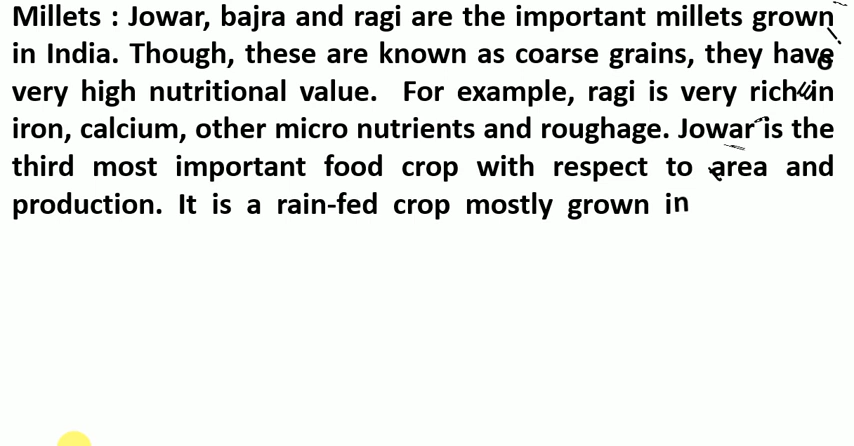 Millets : Jowar, bajra and ragi are the important millets grown
in India. Though, these are known as coarse grains, they have
very high nutritional value. For example, ragi is very rich in
iron, calcium, other micro nutrients and roughage. Jowar is the
third most important food crop with respect to area and
production. It is a rain-fed crop mostly grown in